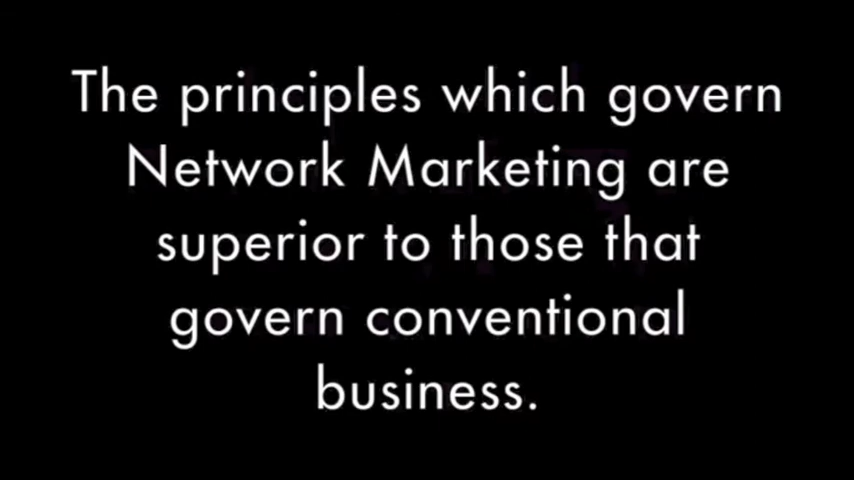 The principles which govern
Network Marketing are
superior to those that
govern conventional
business.